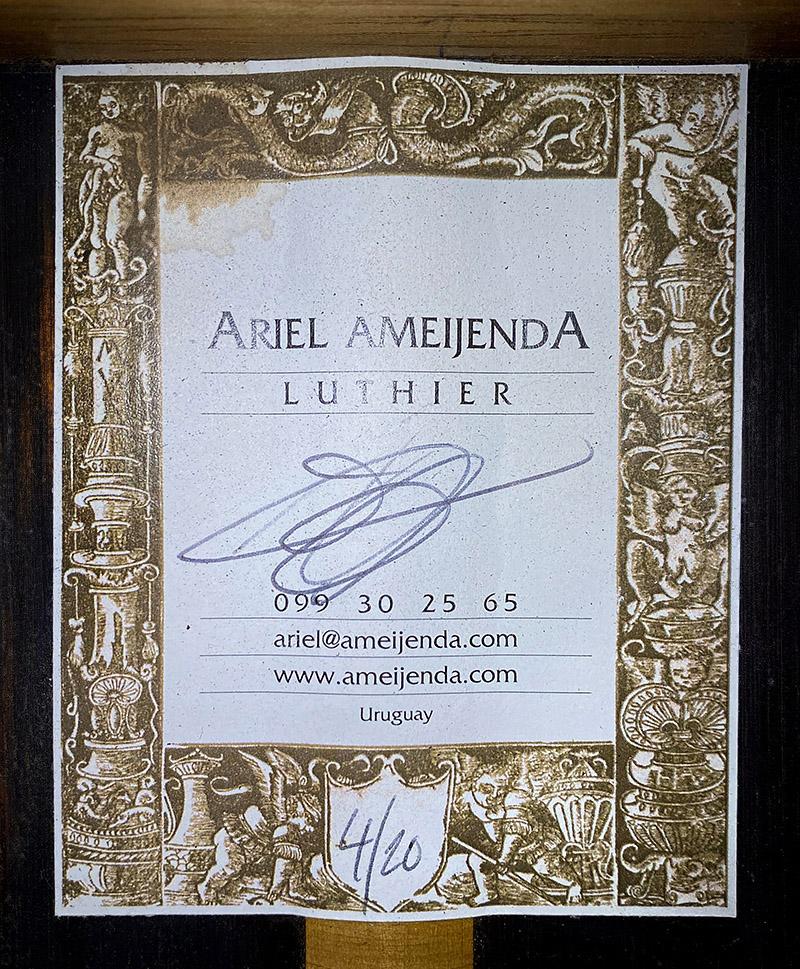 ARIEL AMEIJENDA
LUTHIER
099 30 25 65
ariel@ameijenda.com
www.ameijenda.com
Uruguay
4/20